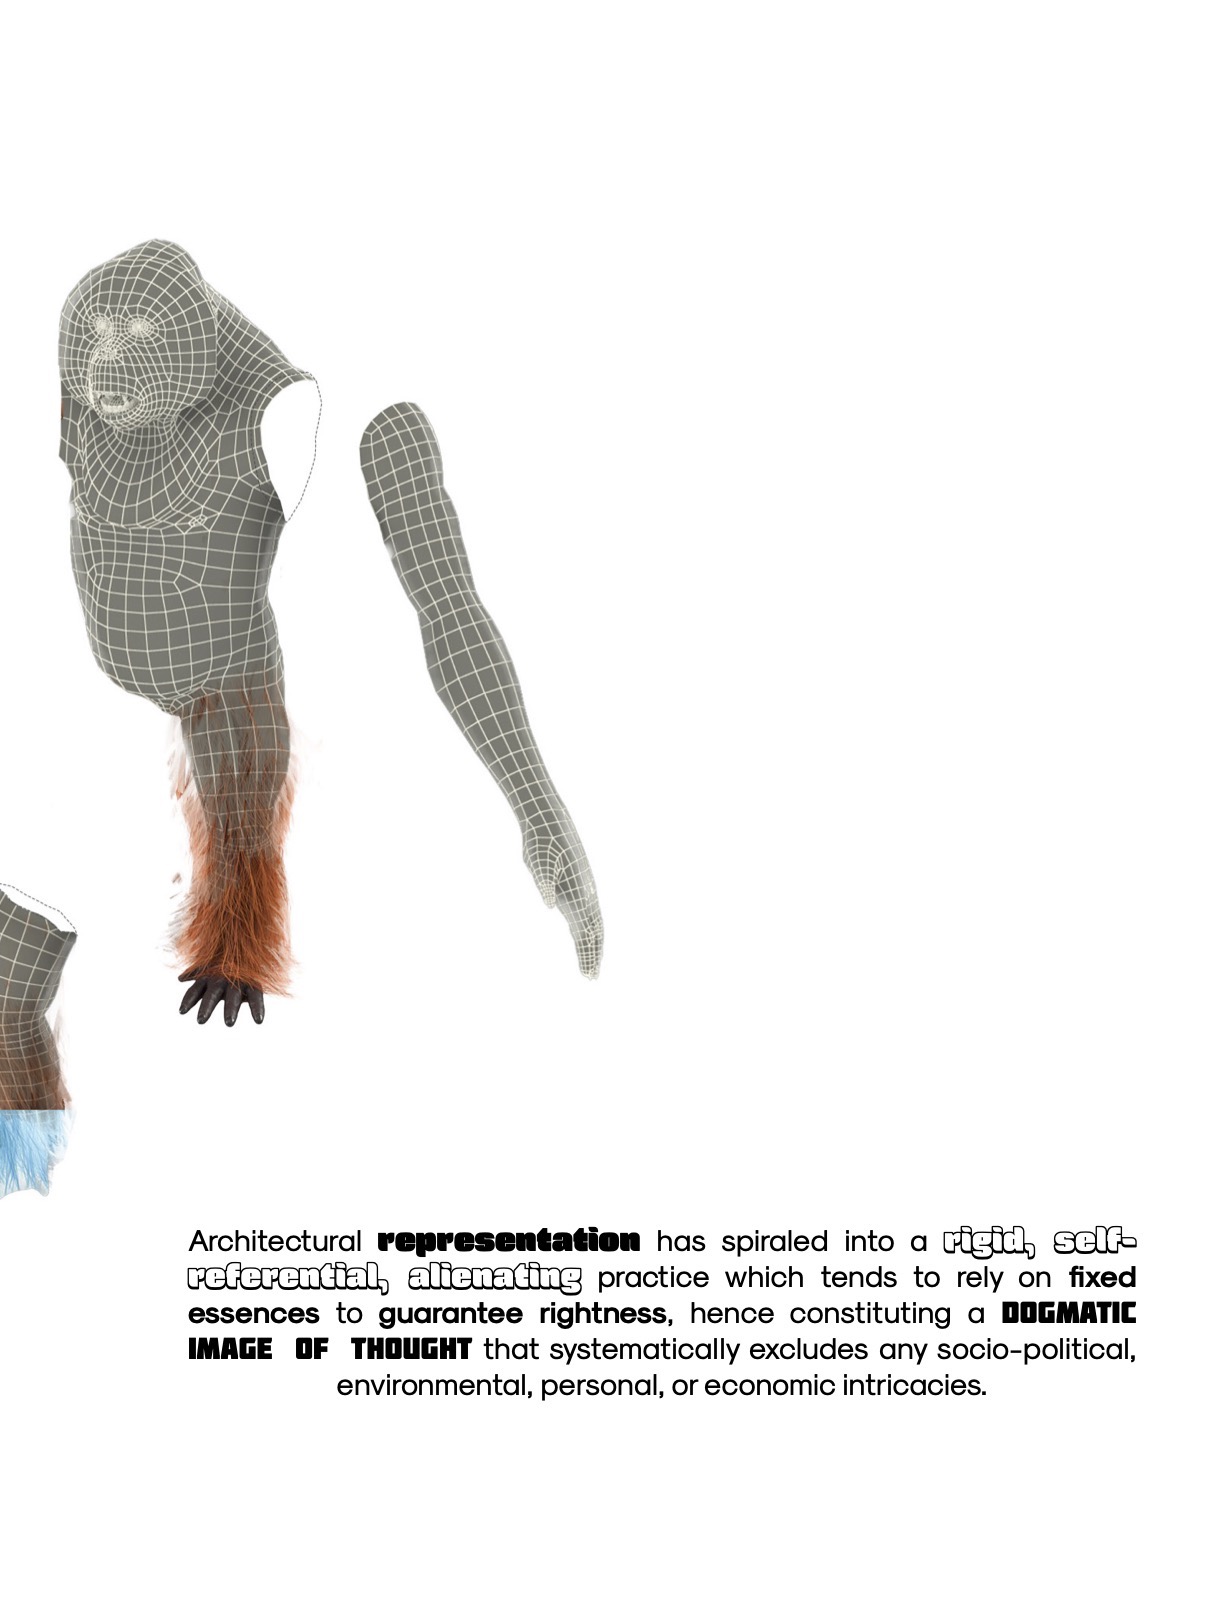 Architectural representation has spiraled into a rigid, self-
referential, alienating practice which tends to rely on fixed
essences to guarantee rightness, hence constituting a DOGMATIC
IMAGE OF THOUGHT that systematically excludes any socio-political,
environmental, personal, or economic intricacies.